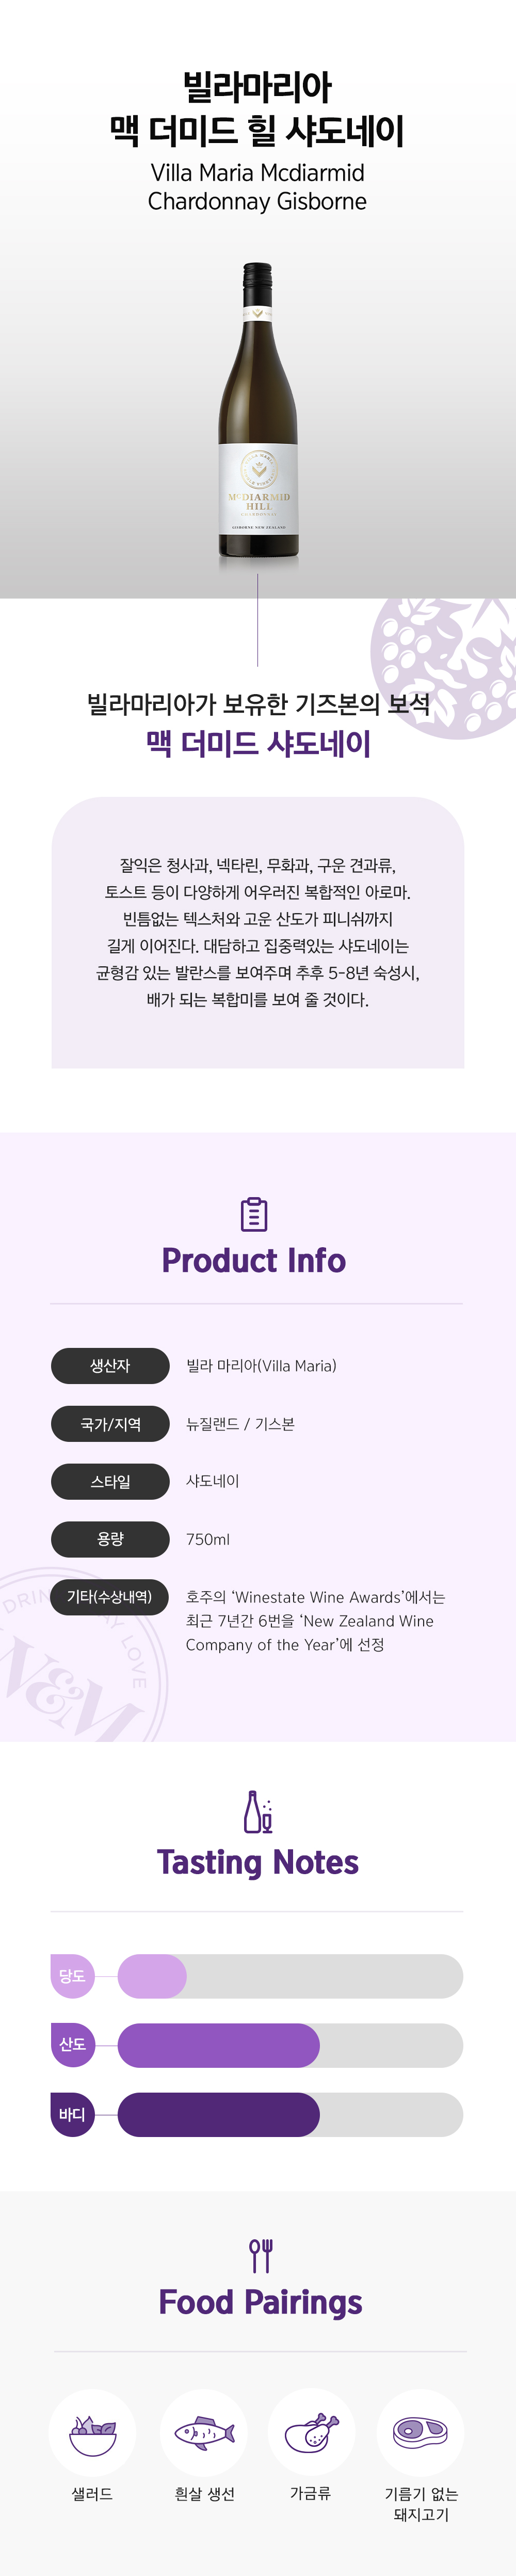 빌라마리아
맥 더미드 힐 샤도네이
Villa Maria Mcdiarmid
Chardonnay Gisborne
VILLA MARIA
McDIARMID
HILL
CHARDONNAY
GISBORNE NEW ZEALAND
빌라마리아가 보유한 기즈본의 보석
맥 더미드 샤도네이
잘익은 청사과, 넥타린, 무화과, 구운 견과류,
토스트 등이 다양하게 어우러진 복합적인 아로마.
빈틈없는 텍스처와 고운 산도가 피니쉬까지
길게 이어진다. 대담하고 집중력있는 샤도네이는
균형감 있는 발란스를 보여주며 추후 5-8년 숙성시,
배가 되는 복합미를 보여 줄 것이다.
Product Info
생산자
빌라 마리아(Villa Maria)
국가/지역
뉴질랜드 / 기스본
스타일
샤도네이
용량
750ml
기타(수상내역)
호주의 ‘Winestate Wine Awards’에서는
최근 7년간 6번을 ‘New Zealand Wine
Company of the Year’에 선정
W&M
Tasting Notes
당도
산도
바디
Food Pairings
샐러드
흰살 생선
가금류
기름기 없는
돼지고기